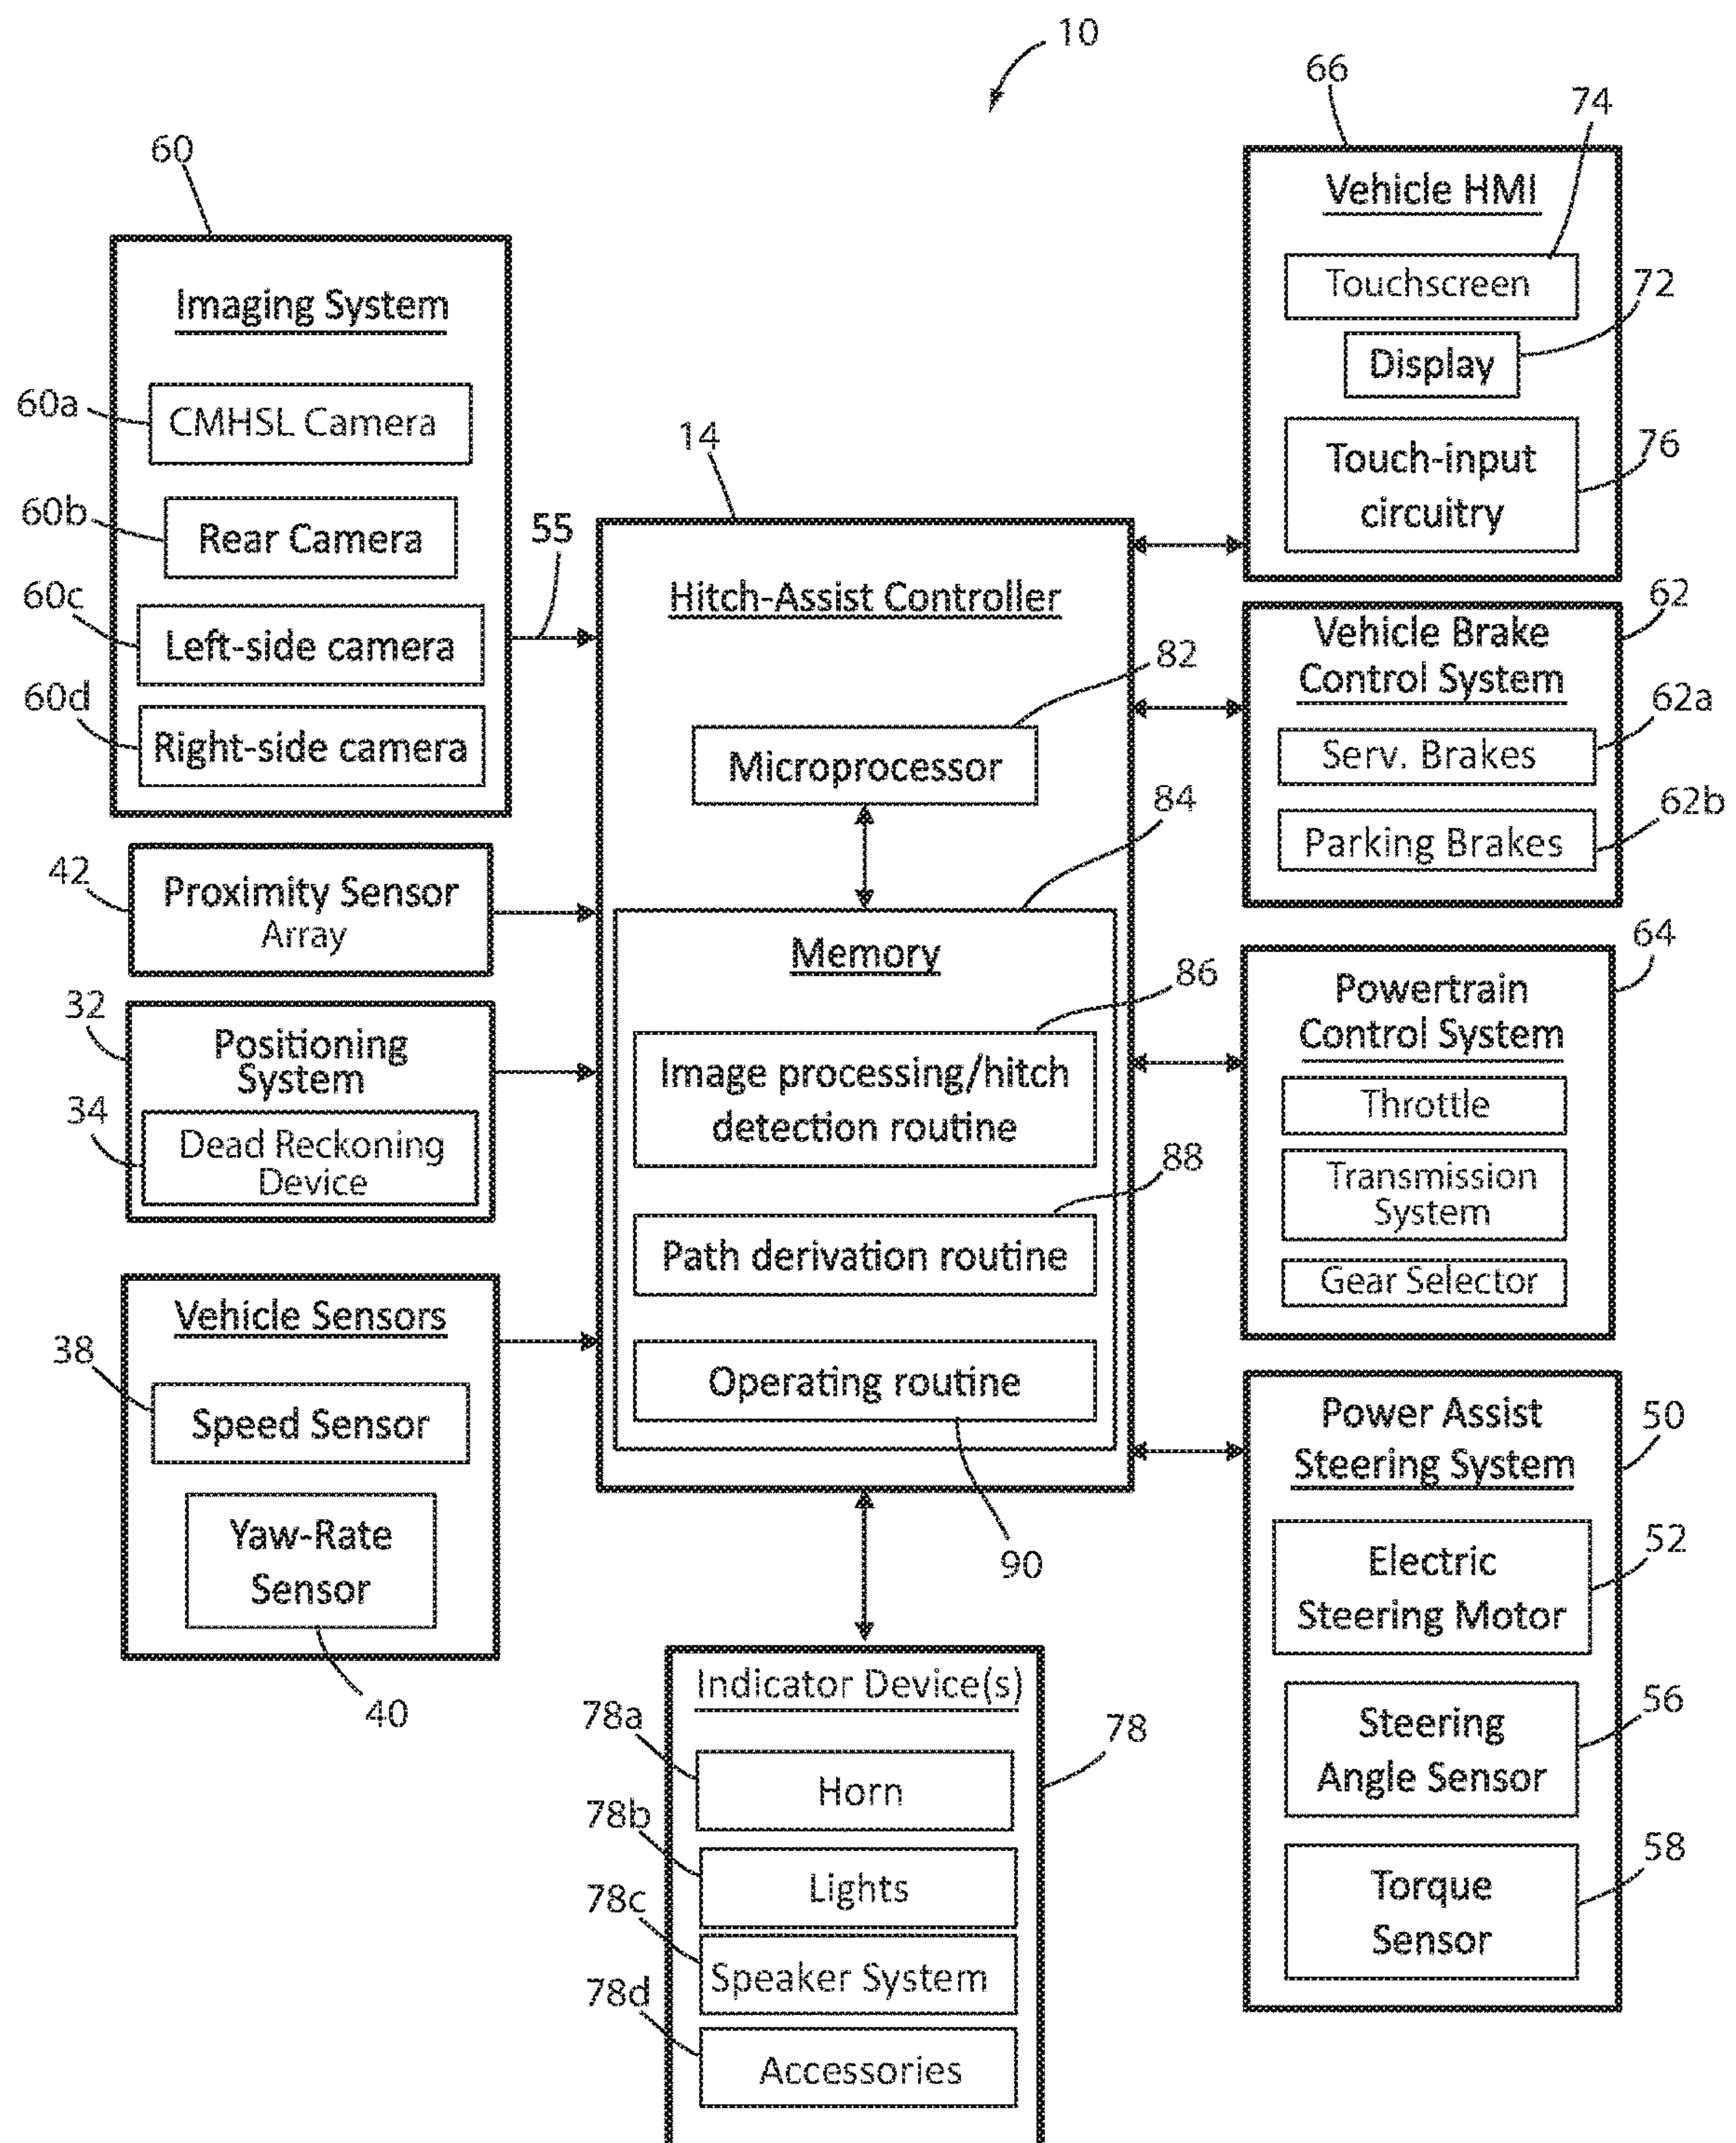 10
60
Imaging System
60a
CMHSL Camera
60b
Rear Camera
60c
Left-side camera
60d
Right-side camera
55
42
Proximity Sensor
Array
32
Positioning
System
34
Dead Reckoning
Device
Vehicle Sensors
38
Speed Sensor
Yaw-Rate
Sensor
40
14
Hitch-Assist Controller
82
Microprocessor
84
Memory
86
Image processing/hitch
detection routine
88
Path derivation routine
Operating routine
90
Indicator Device(s)
78
78a
Horn
78b
Lights
78c
Speaker System
78d
Accessories
66
74
Vehicle HMI
Touchscreen
72
Display
76
Touch-input
circuitry
62
Vehicle Brake
Control System
62a
Serv. Brakes
62b
Parking Brakes
64
Powertrain
Control System
Throttle
Transmission
System
Gear Selector
50
Power Assist
Steering System
52
Electric
Steering Motor
56
Steering
Angle Sensor
58
Torque
Sensor